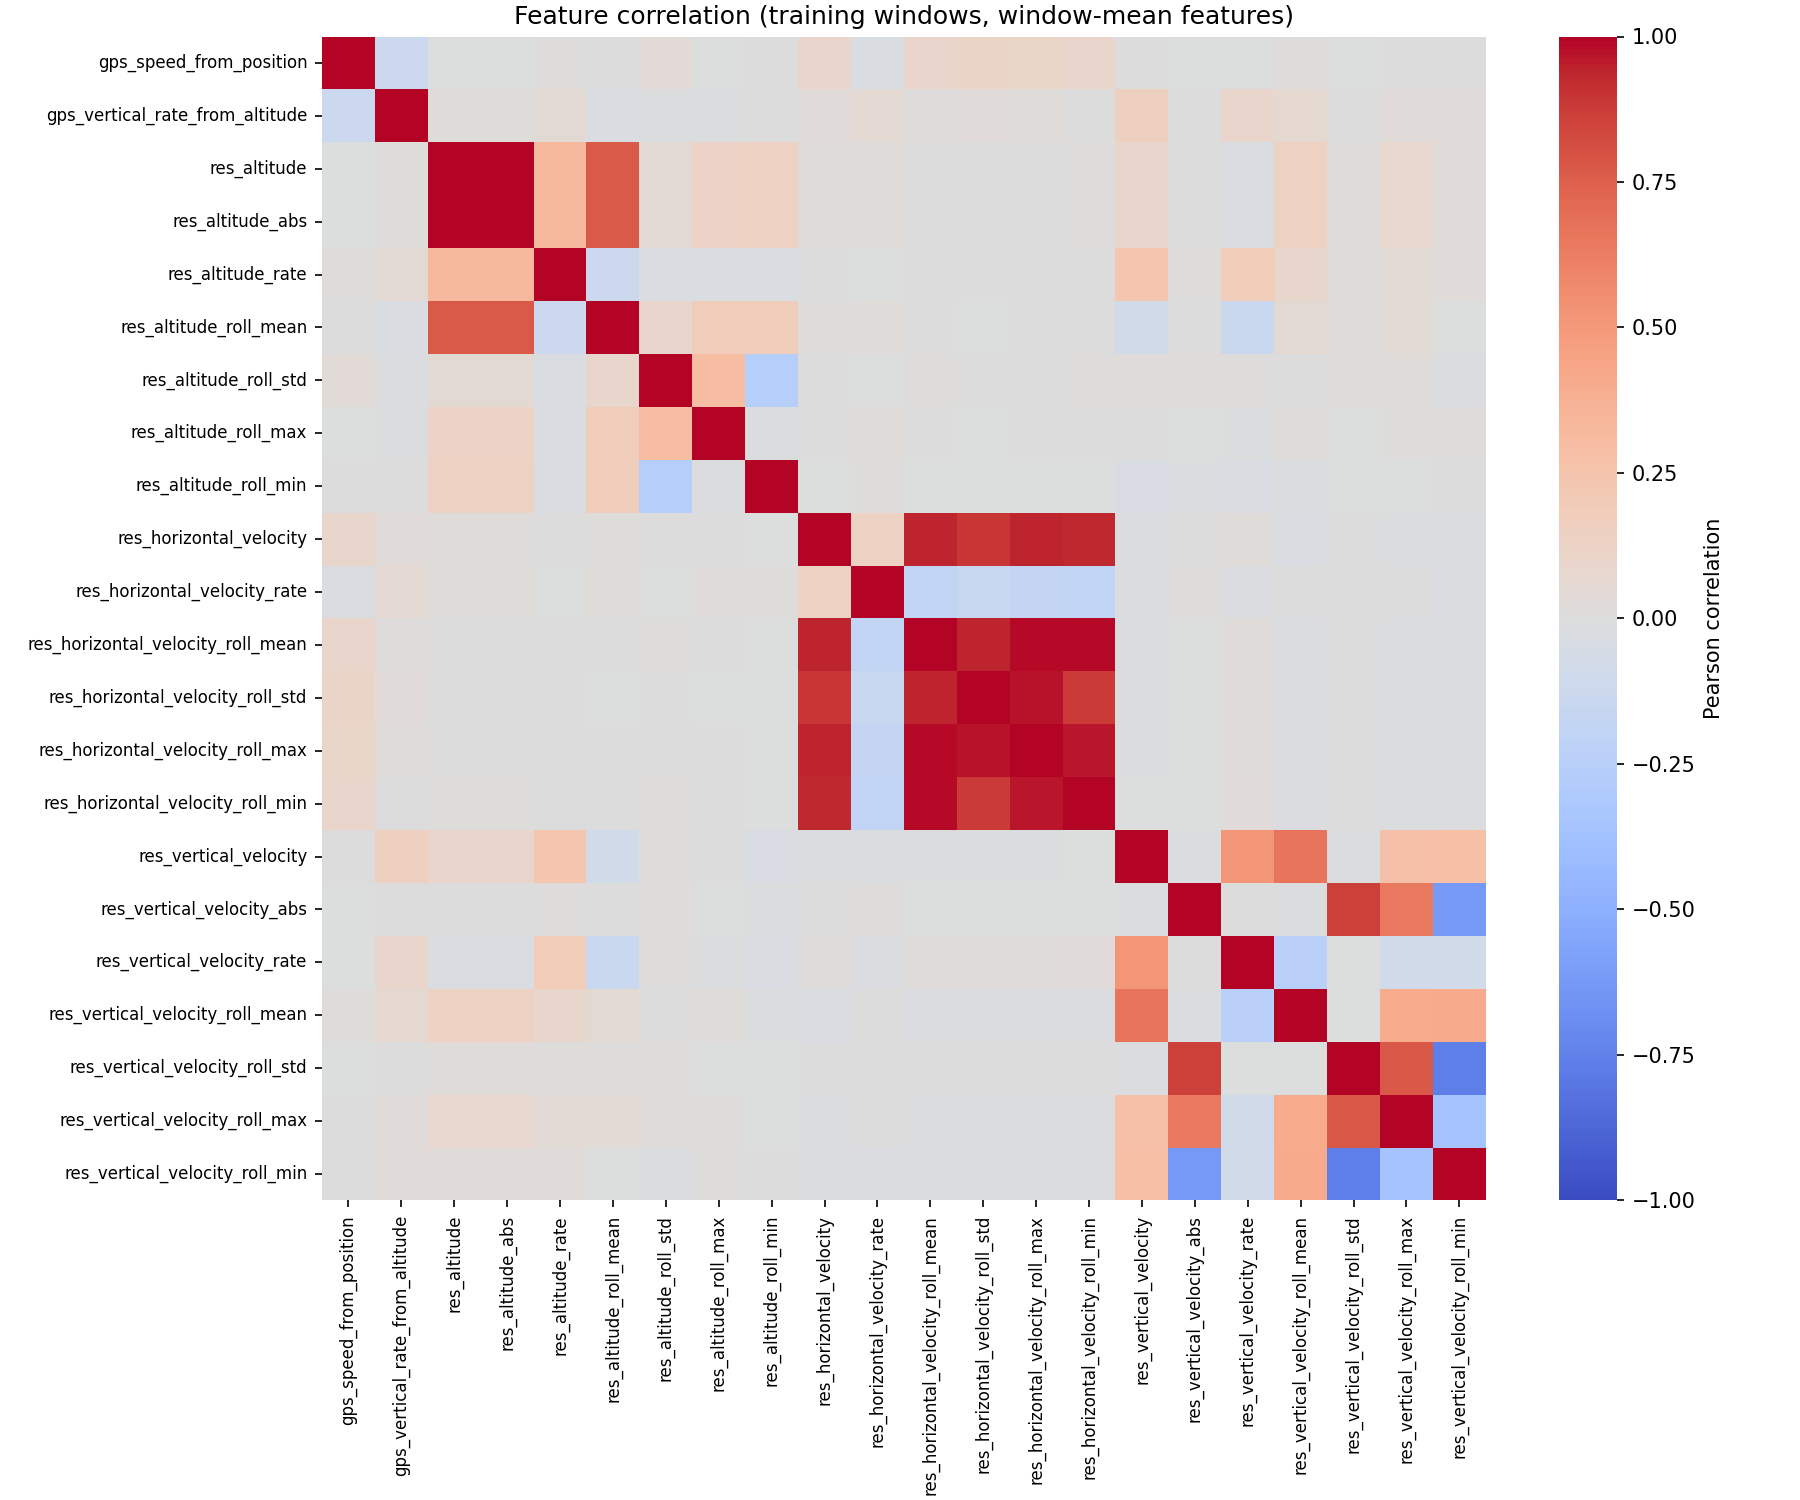 Feature correlation (training windows, window-mean features)
gps_speed_from_position
gps_vertical_rate_from_altitude
res_altitude
res_altitude_abs
res_altitude_rate
res_altitude_roll_mean
res_altitude_roll_std
res_altitude_roll_max
res_altitude_roll_min
res_horizontal_velocity
res_horizontal_velocity_rate
res_horizontal_velocity_roll_mean
res_horizontal_velocity_roll_std
res_horizontal_velocity_roll_max
res_horizontal_velocity_roll_min
res_vertical_velocity
res_vertical_velocity_abs
res_vertical_velocity_rate
res_vertical_velocity_roll_mean
res_vertical_velocity_roll_std
res_vertical_velocity_roll_max
res_vertical_velocity_roll_min
gps_speed_from_position
gps_vertical_rate_from_altitude
res_altitude
res_altitude_abs
res_altitude_rate
res_altitude_roll_mean
res_altitude_roll_std
res_altitude_roll_max
res_altitude_roll_min
res_horizontal_velocity
res_horizontal_velocity_rate
res_horizontal_velocity_roll_mean
res_horizontal_velocity_roll_std
res_horizontal_velocity_roll_max
res_horizontal_velocity_roll_min
res_vertical_velocity
res_vertical_velocity_abs
res_vertical_velocity_rate
res_vertical_velocity_roll_mean
res_vertical_velocity_roll_std
res_vertical_velocity_roll_max
res_vertical_velocity_roll_min
1.00
0.75
0.50
0.25
0.00
−0.25
−0.50
−0.75
−1.00
Pearson correlation